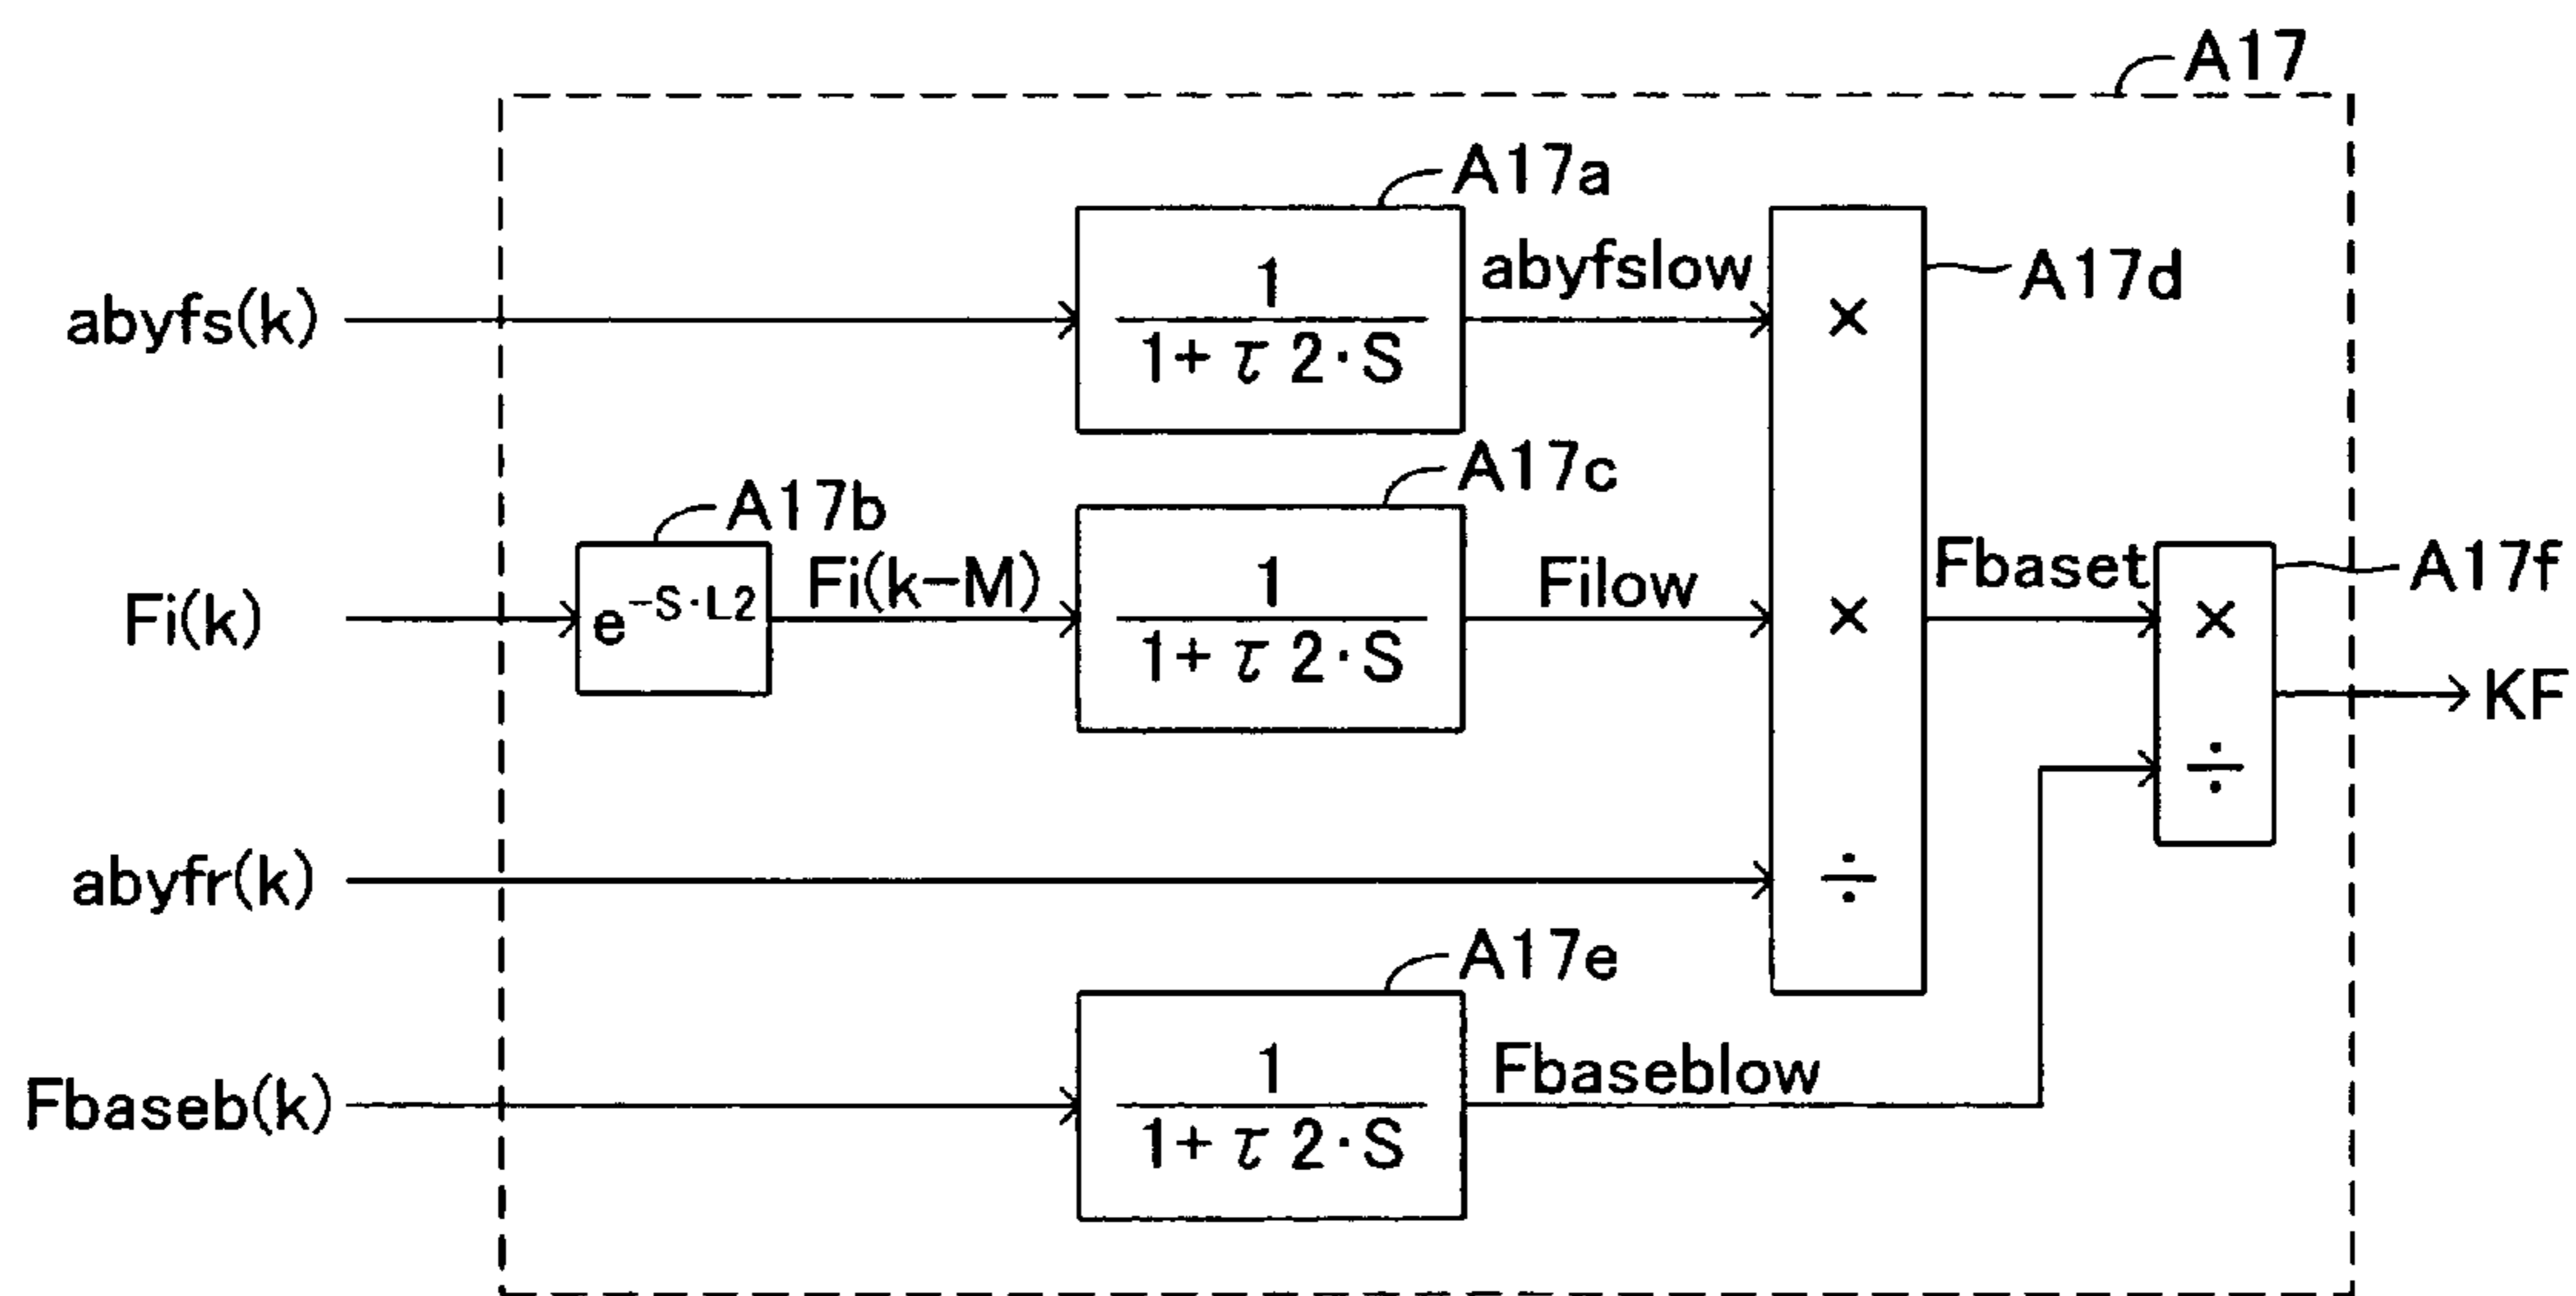 A17
A17a
1
1+ τ 2·S
abyfslow
×
A17d
abyfs(k)
A17b
Fi(k)
e-S·L2
Fi(k-M)
A17c
1
1+ τ 2·S
Filow
×
Fbaset
A17f
×
÷
KF
abyfr(k)
÷
A17e
Fbaseb(k)
1
1+ τ 2·S
Fbaseblow